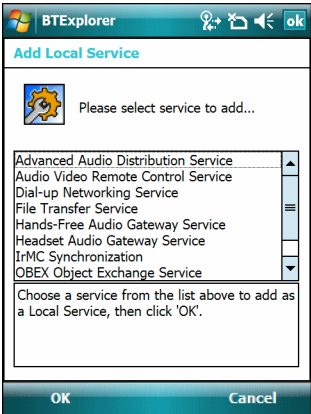 BTExplorer
ok
Add Local Service
Please select service to add...
Advanced Audio Distribution Service
Audio Video Remote Control Service
Dial-up Networking Service
File Transfer Service
Hands-Free Audio Gateway Service
Headset Audio Gateway Service
IrMC Synchronization
OBEX Object Exchange Service
Choose a service from the list above to add as
a Local Service, then click 'OK'.
OK
Cancel